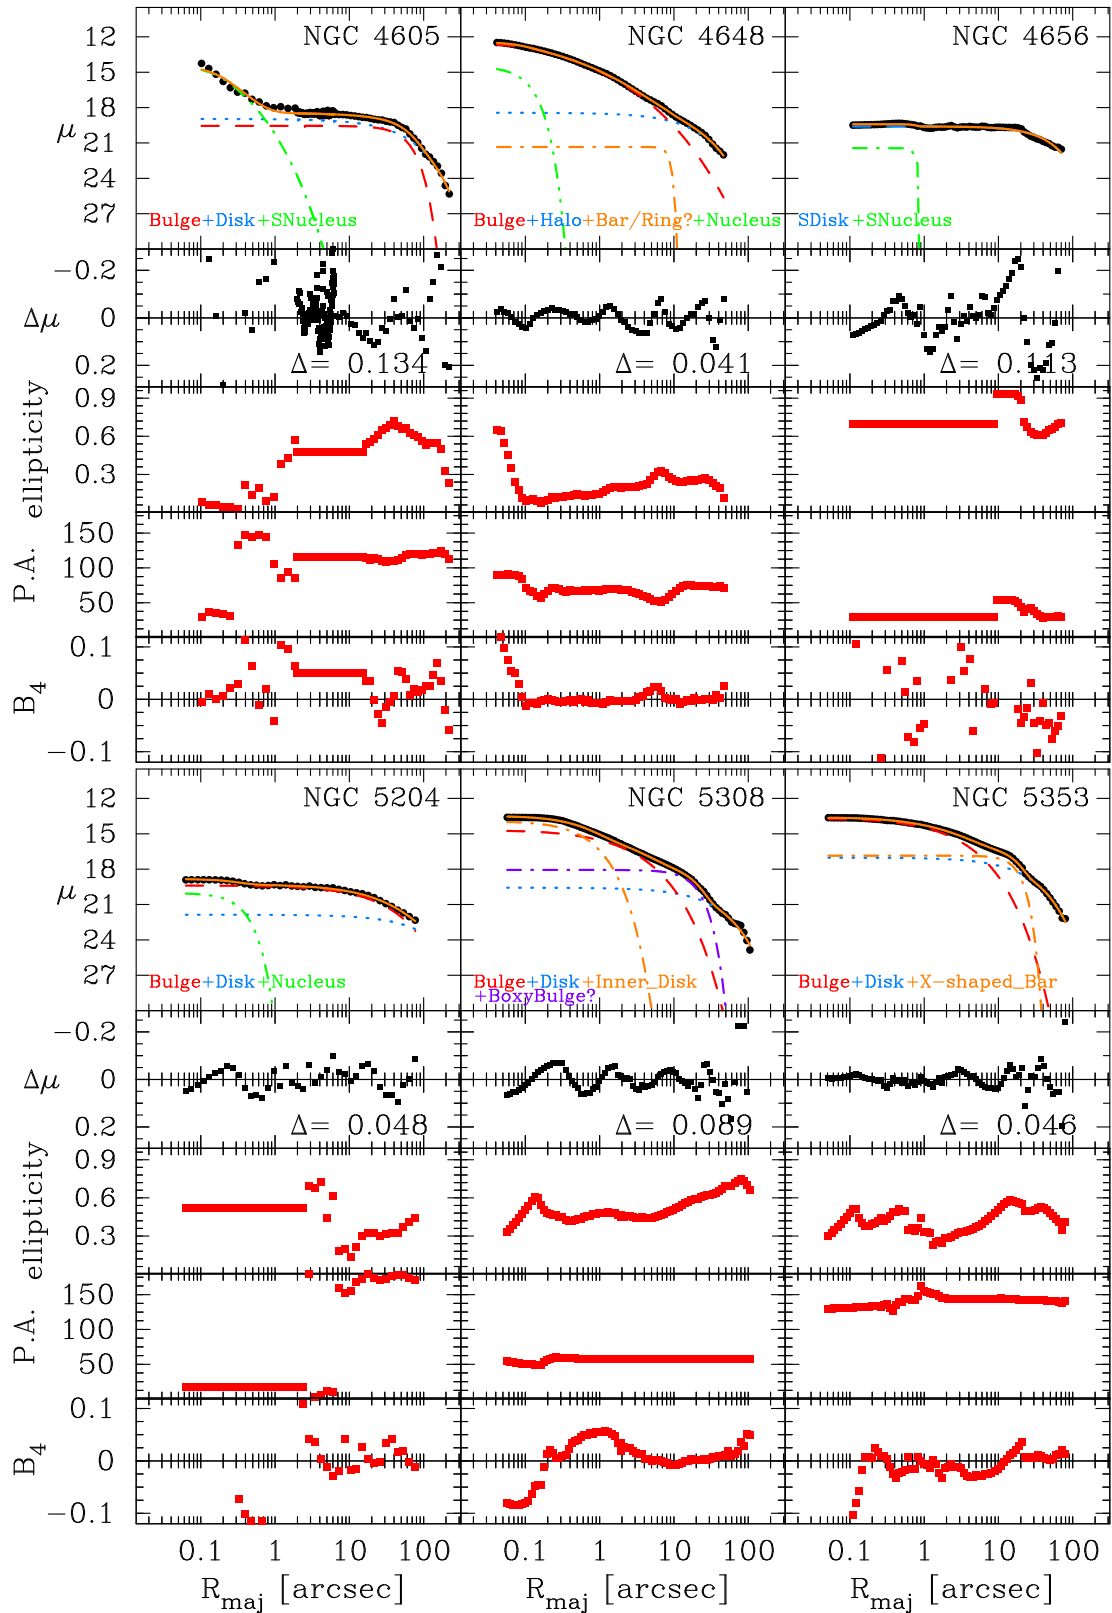 NGC 4605 NGC 4648 NGC 4656
12
15
18
μ
21
24
27
Bulge+Disk+SNucleus Bulge+Halo+Bar/Ring?+Nucleus SDisk+SNucleus
−0.2
Δμ 0
0.2
Δ= 0.134 Δ= 0.041 Δ= 0.113
ellipticity
0.9
0.6
0.3
P.A.
150
100
50
B4
0.1
0
−0.1
NGC 5204 NGC 5308 NGC 5353
12
15
18
μ
21
24
27
Bulge+Disk+Nucleus Bulge+Disk+Inner_Disk Bulge+Disk+X-shaped_Bar
+BoxyBulge?
−0.2
Δμ 0
0.2
Δ= 0.048 Δ= 0.089 Δ= 0.046
ellipticity
0.9
0.6
0.3
P.A.
150
100
50
B4
0.1
0
−0.1
0.1 1 10 100 0.1 1 10 100 0.1 1 10 100
Rmaj [arcsec] Rmaj [arcsec] Rmaj [arcsec]